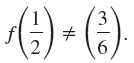 f(1/2) ≠ (3/6).